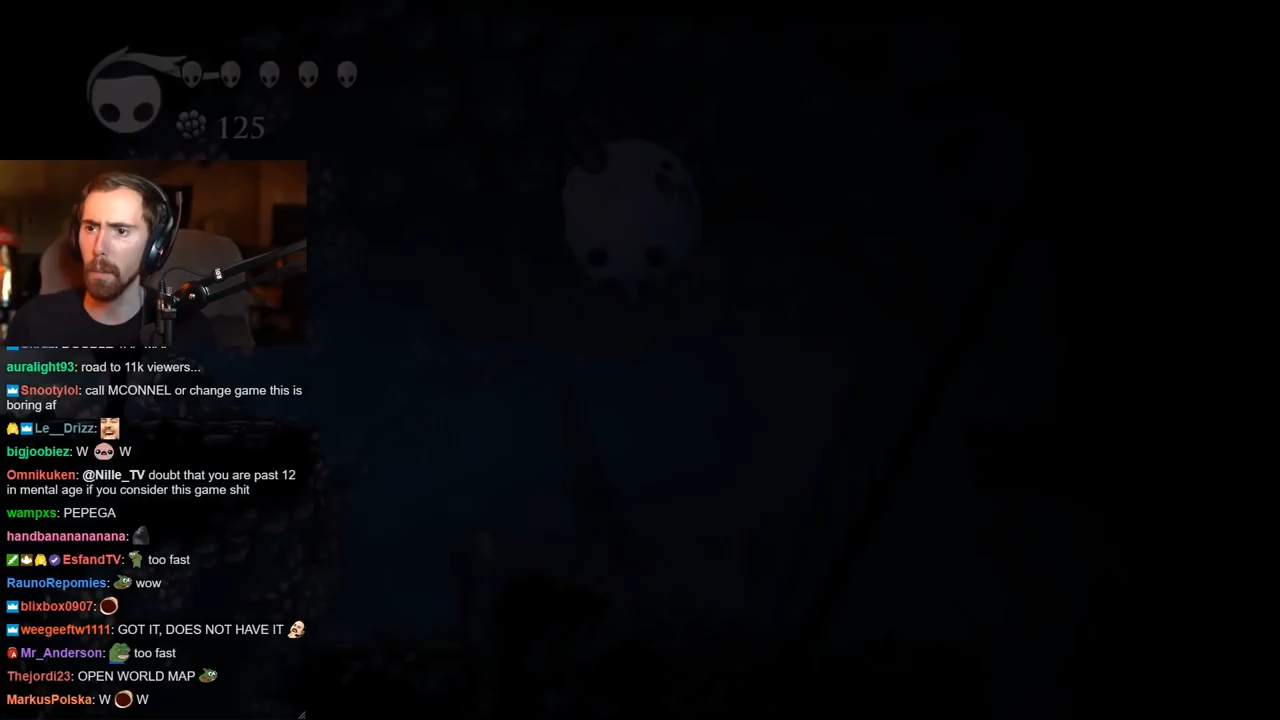 125
auralight93: road to 11k viewers...
Snootylol: call MCONNEL or change game this is
boring af
Le__Drizz:
bigjoobiez: W W
Omnikuken: @Nille_TV doubt that you are past 12
in mental age if you consider this game shit
wampxs: PEPEGA
handbanananana:
EsfandTV: too fast
RaunoRepomies: wow
blixbox0907:
weegeeftw1111: GOT IT, DOES NOT HAVE IT
Mr_Anderson: too fast
Thejordi23: OPEN WORLD MAP
MarkusPolska: W W